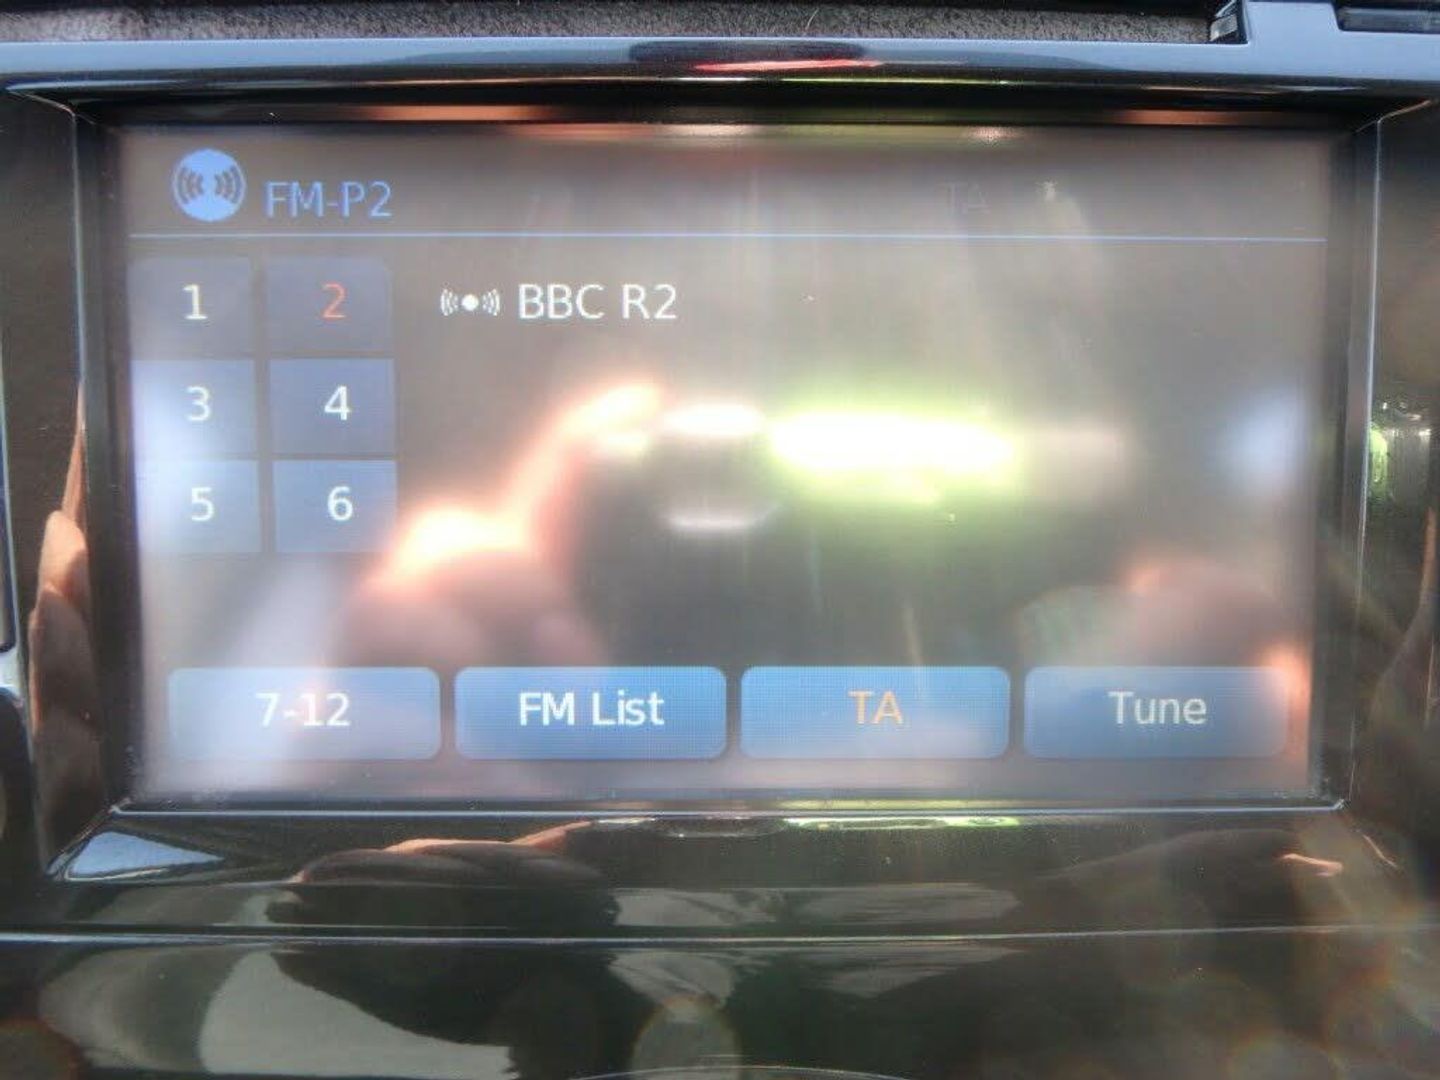 FM-P2 TA
1 2 BBC R2
3 4
5 6
7-12 FM List TA Tune